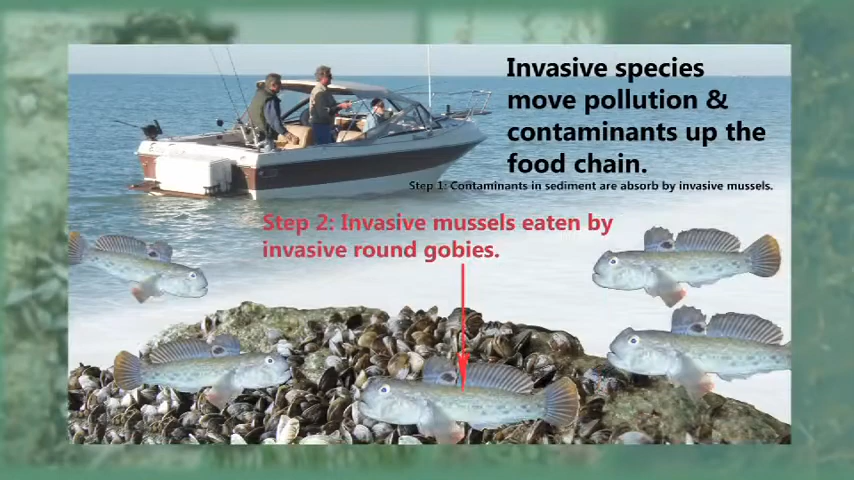 Invasive species
move pollution &
contaminants up the
food chain.
Step 1: Contaminants in sediment are absorb by invasive mussels.
Step 2: Invasive mussels eaten by
invasive round gobies.